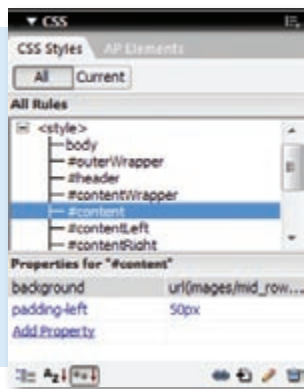 CSS
CSS Styles AP Elements
All Current
All Rules
<style>
body
#outerWrapper
#header
#contentWrapper
#content
#contentLeft
#contentRight
Properties for "#content"
background url(images/mid_row...
padding-left 50px
Add Property